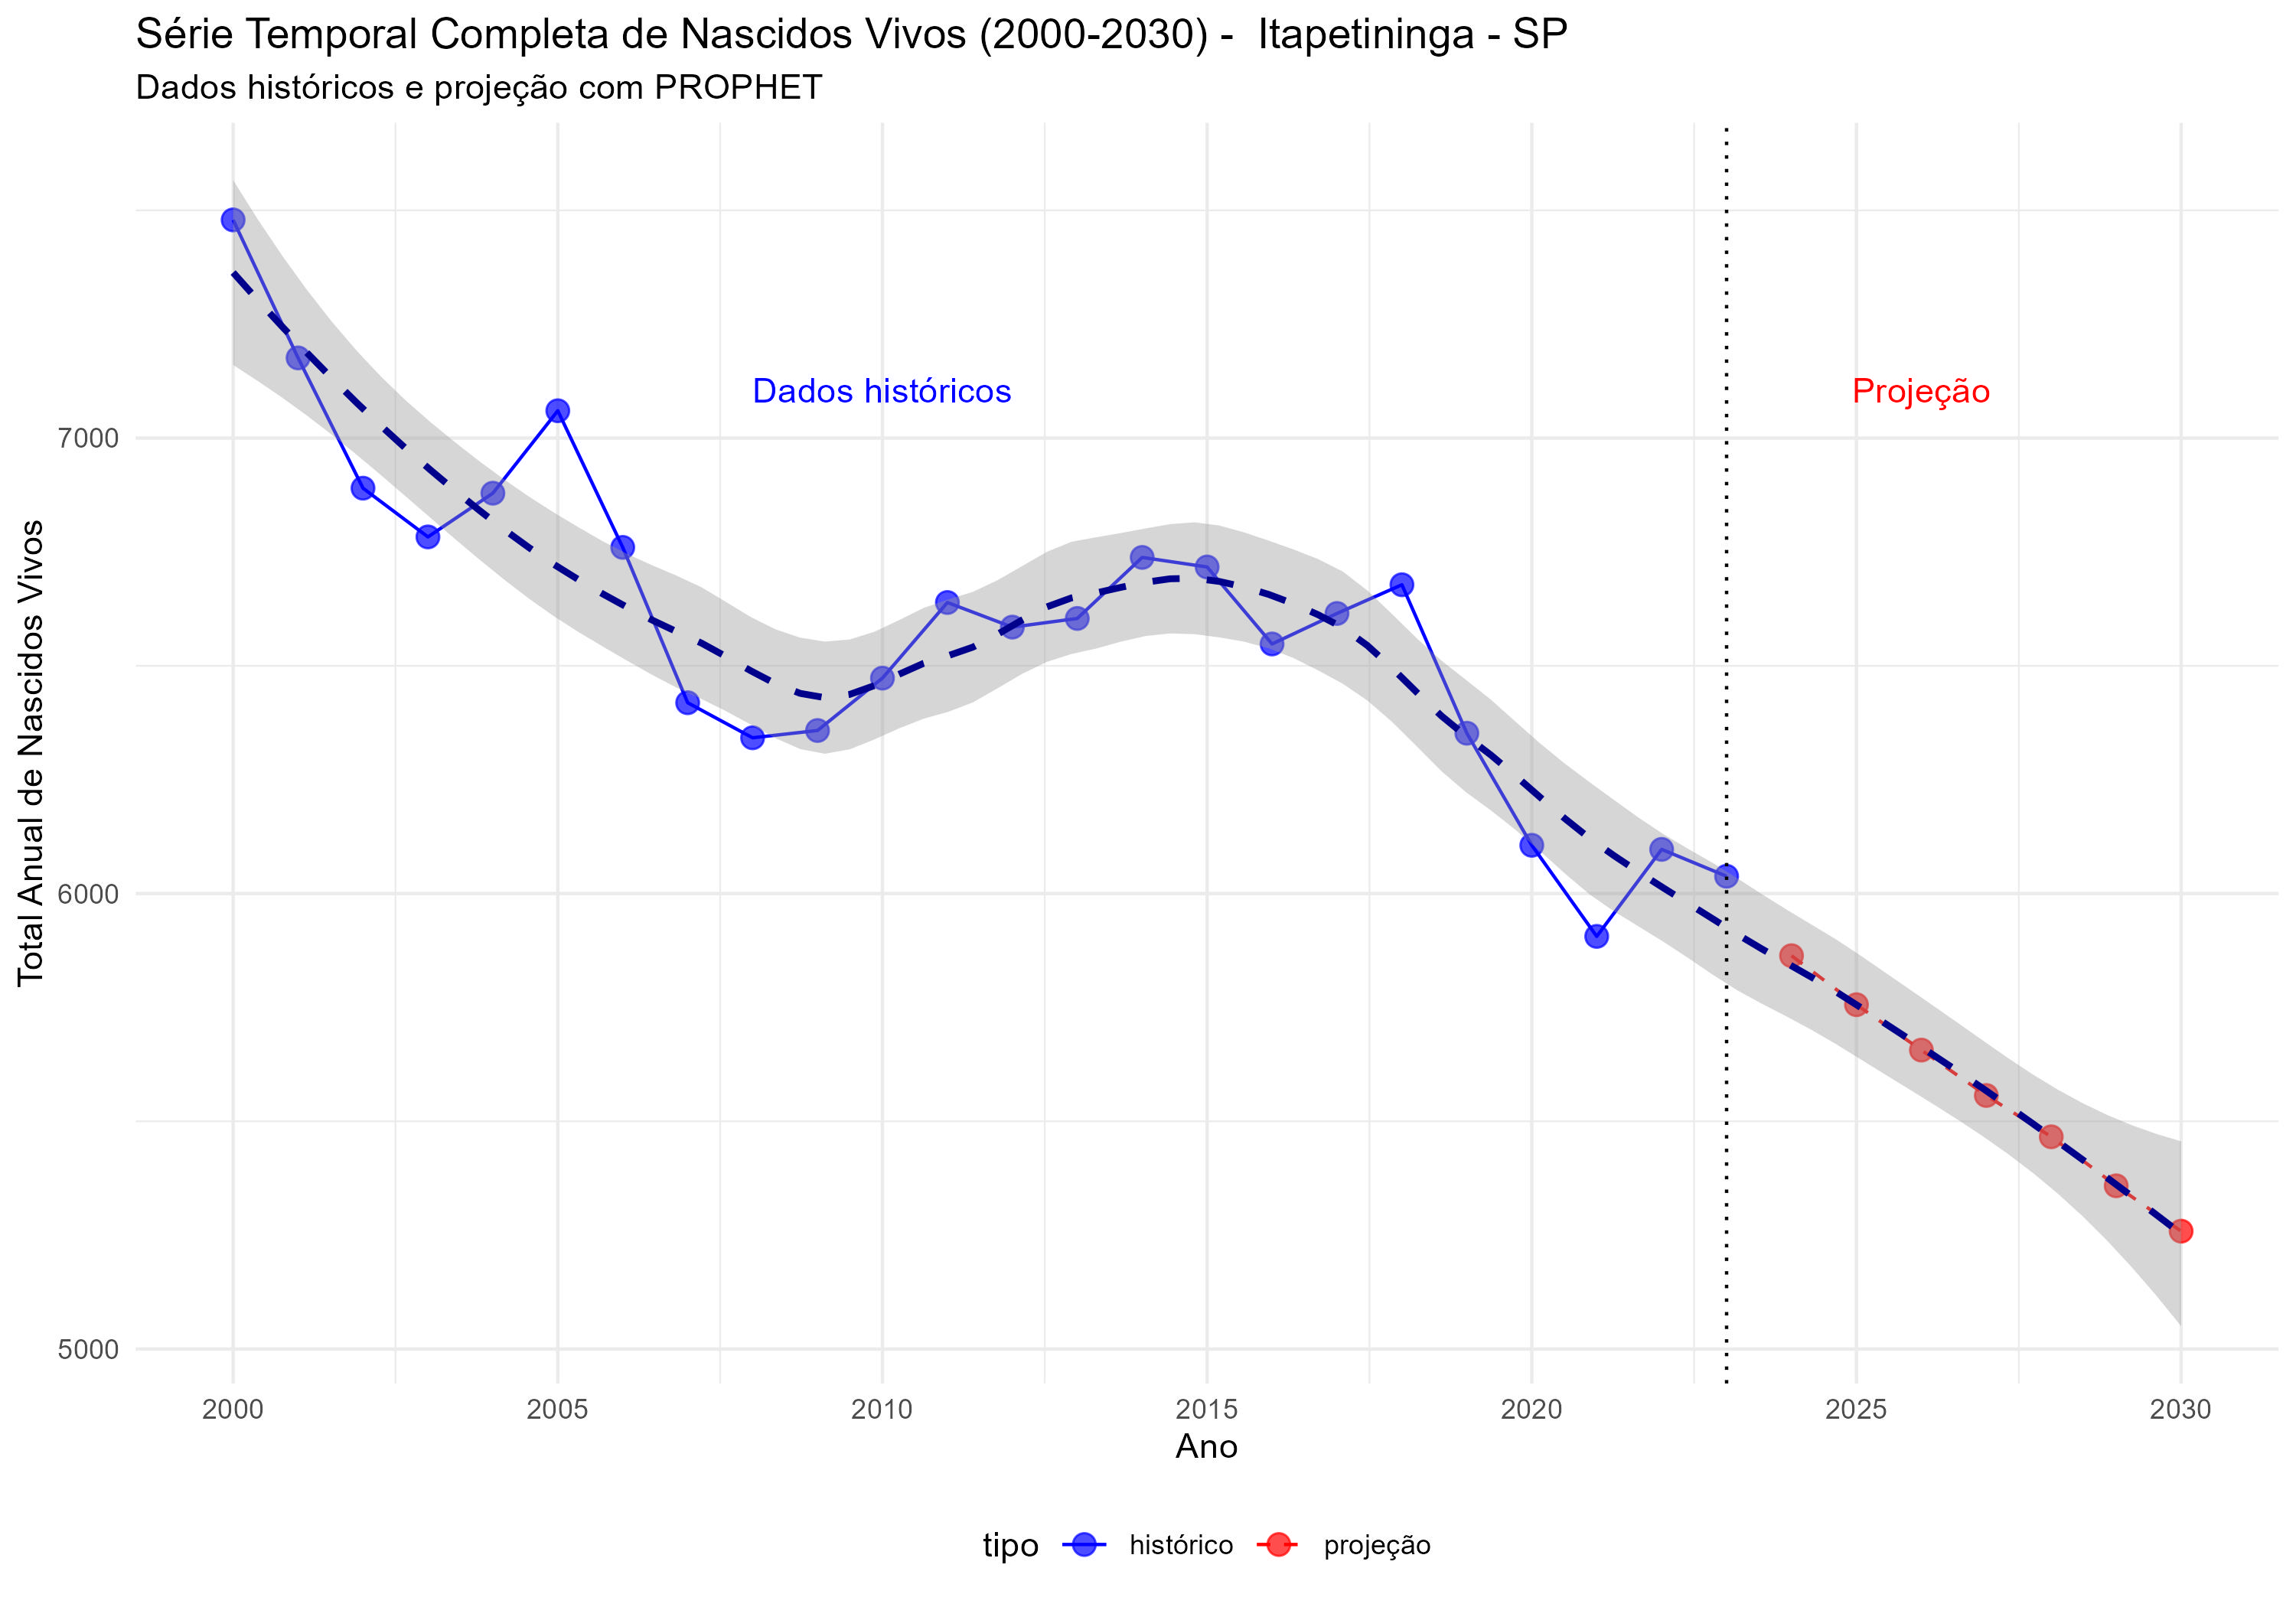 Série Temporal Completa de Nascidos Vivos (2000-2030) -  Itapetininga - SP
Dados históricos e projeção com PROPHET
Total Anual de Nascidos Vivos
7000
6000
5000
Dados históricos
Projeção
2000 2005 2010 2015 2020 2025 2030
Ano
tipo histórico projeção